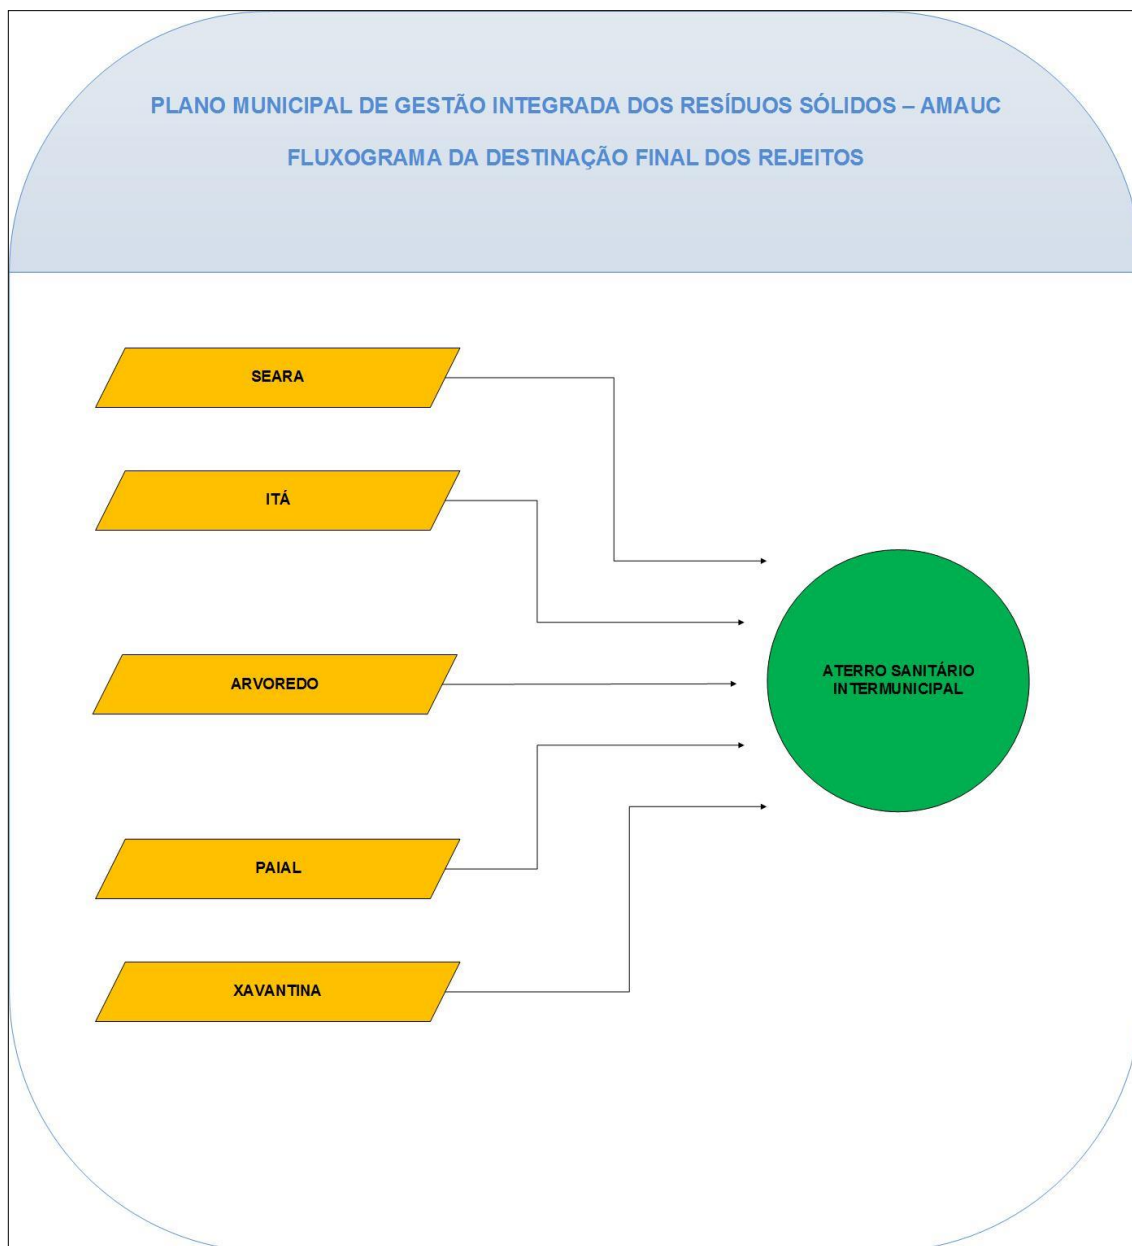 PLANO MUNICIPAL DE GESTÃO INTEGRADA DOS RESÍDUOS SÓLIDOS – AMAUC
FLUXOGRAMA DA DESTINAÇÃO FINAL DOS REJEITOS
SEARA
ITÁ
ARVOREDO
PAIAL
XAVANTINA
ATERRO SANITÁRIO
INTERMUNICIPAL